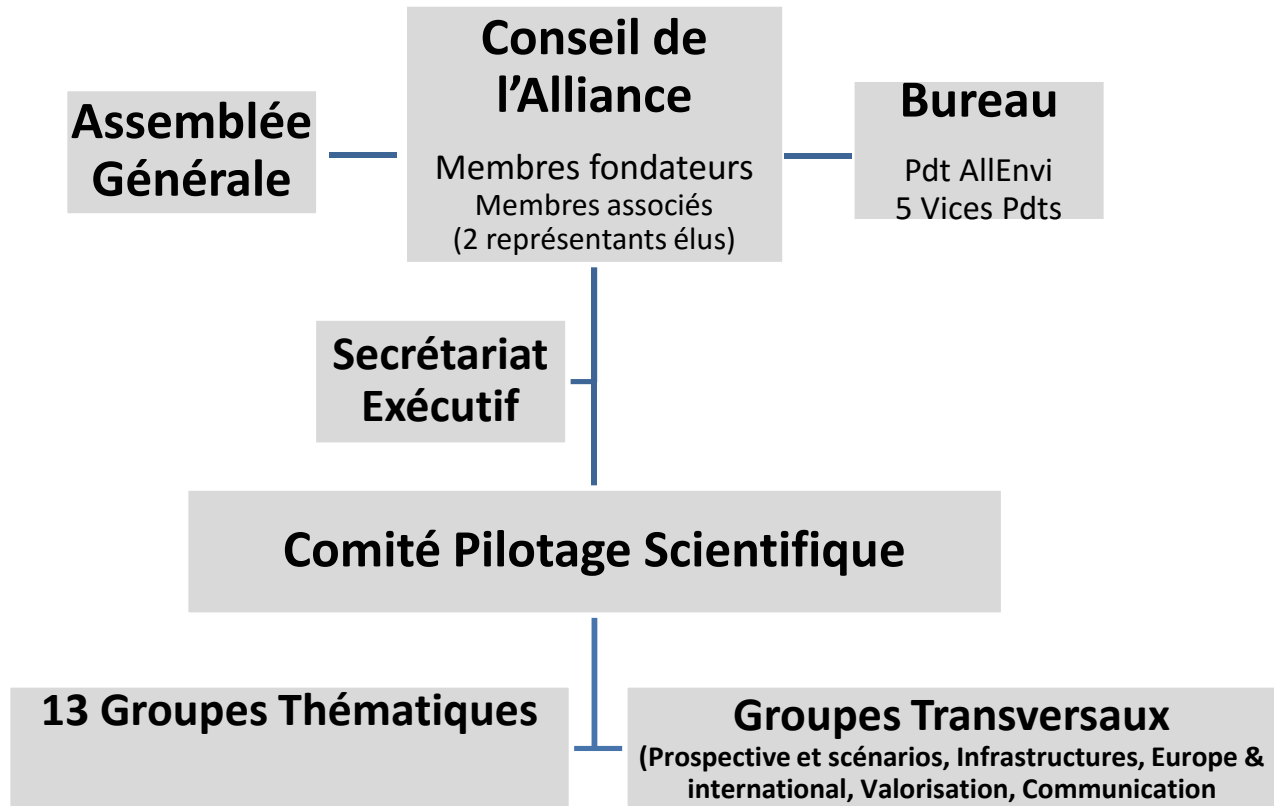 Assemblée
Générale
Conseil de
l’Alliance
Membres fondateurs
Membres associés
(2 représentants élus)
Bureau
Pdt AllEnvi
5 Vices Pdts
Secrétariat
Exécutif
Comité Pilotage Scientifique
13 Groupes Thématiques
Groupes Transversaux
(Prospective et scénarios, Infrastructures, Europe &
international, Valorisation, Communication